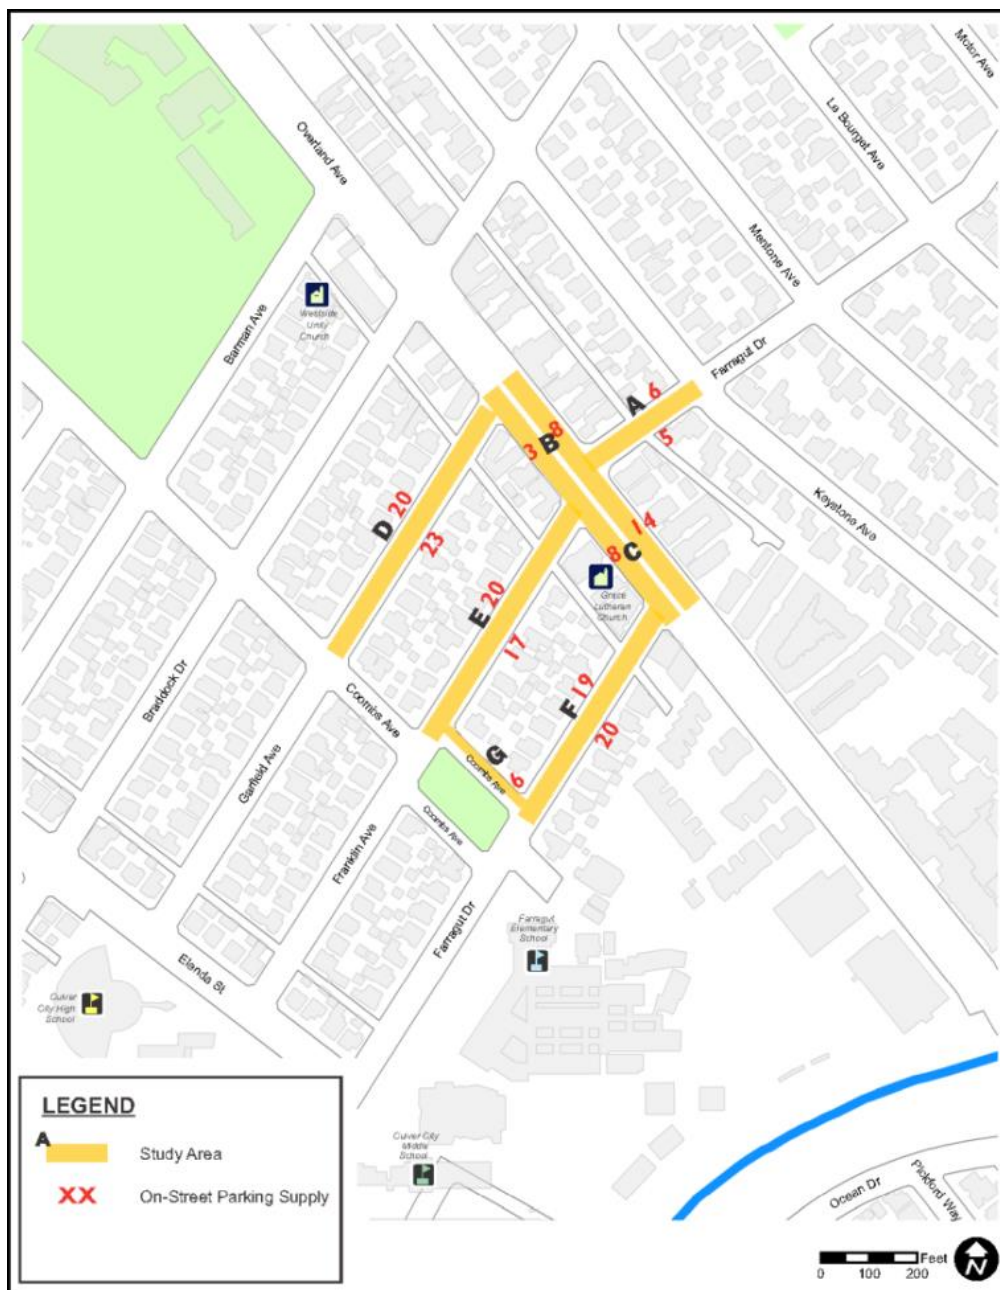 Motor Ave
Le Bourget Ave
Overland Ave
Mentone Ave
Westside
Unity
Church
Barman Ave
Farragut Dr
A 6
5
8
B
3
Keystone Ave
D 20
23
14
C
8
Grace
Lutheran
Church
E 20
17
F 19
20
Braddock Dr
Coombs Ave
G
6
Coombs Ave
Coombs Ave
Garfield Ave
Franklin Ave
Farragut Dr
Farragut
Elementary
School
Elenda St
Culver
City High
School
Culver City
Middle
School
LEGEND
A
Study Area
XX
On-Street Parking Supply
Ocean Dr
Pickford Way
Feet
0 100 200
N